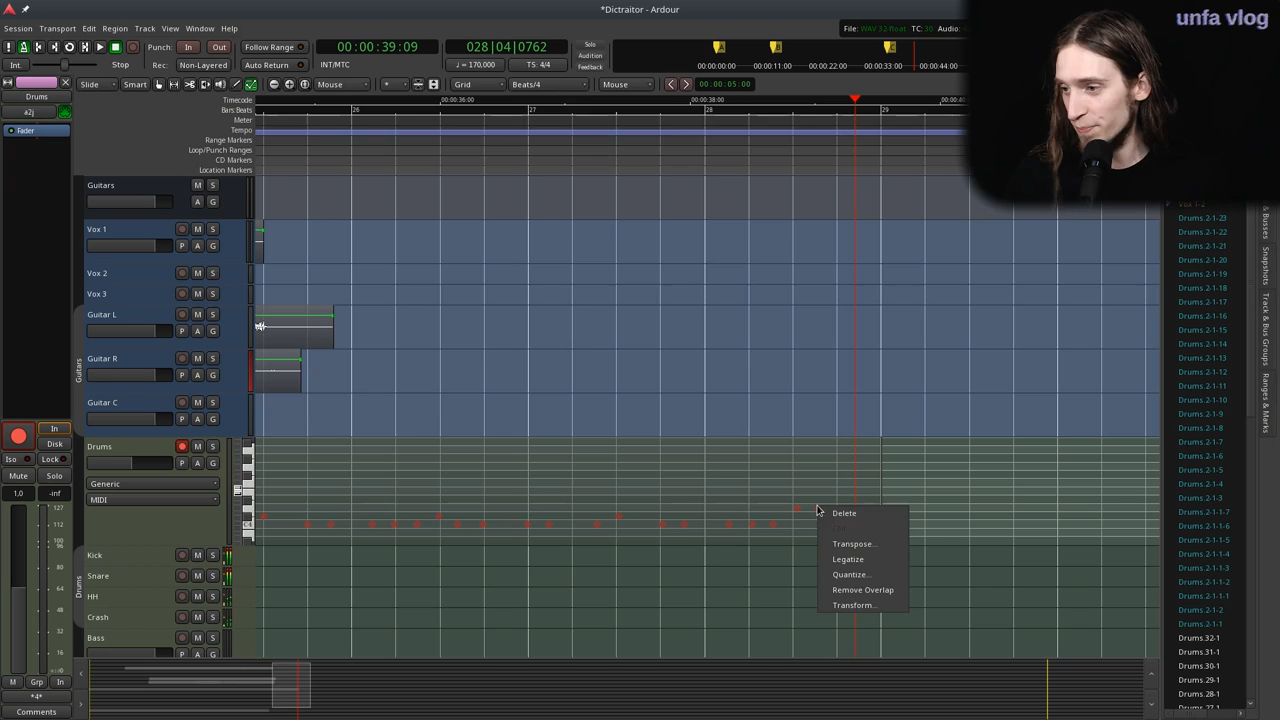 *Dictraitor - Ardour
unfa vlog
Session Transport Edit Region Track View Window Help
File: WAV 32 float TC: 30 Audio:
Punch: In Out
Follow Range
00:00:39:09
028|04|0762
Solo
Audition
Feedback
Int. Stop
Rec: Non-Layered
Auto Return
INT/MTC
♩ = 170,000
TS: 4/4
00:00:00:00 00:00:11:00 00:00:22:00 00:00:33:00 00:00:44:00
Slide Smart Mouse Grid Beats/4 Mouse 00:00:05:00
Drums
a2j
Fader
Timecode
00:00:36:00 00:00:38:00
Bars:Beats
26 27 28 29
Meter
Tempo
Range Markers
Loop/Punch Ranges
CD Markers
Location Markers
Guitars M S
A G
Vox 1 M S
P A G
Vox 2 M S
Vox 3 M S
Guitar L M S
P A G
Guitar R M S
P A G
Guitar C M S
P A G
Guitars
Drums M S
P A G
Generic
MIDI
C4
Kick M S
Snare M S
HH M S
Crash M S
Bass M S
Drums
In
Disk
Iso Lock
Mute Solo
1,0 -inf
127
112
100
96
80
64
48
32
16
M Grp In
*4*
Comments
Delete
Transpose...
Legatize
Quantize...
Remove Overlap
Transform...
Vox 1-2
Drums.2-1-23
Drums.2-1-22
Drums.2-1-21
Drums.2-1-20
Drums.2-1-19
Drums.2-1-18
Drums.2-1-17
Drums.2-1-16
Drums.2-1-15
Drums.2-1-14
Drums.2-1-13
Drums.2-1-12
Drums.2-1-11
Drums.2-1-10
Drums.2-1-9
Drums.2-1-8
Drums.2-1-7
Drums.2-1-6
Drums.2-1-5
Drums.2-1-4
Drums.2-1-3
Drums.2-1-1-7
Drums.2-1-1-6
Drums.2-1-1-5
Drums.2-1-1-4
Drums.2-1-1-3
Drums.2-1-1-2
Drums.2-1-1-1
Drums.2-1-2
Drums.2-1-1
Drums.32-1
Drums.31-1
Drums.30-1
Drums.29-1
Drums.28-1
Drums.27-1
& Busses
Snapshots
Track & Bus Groups
Ranges & Marks